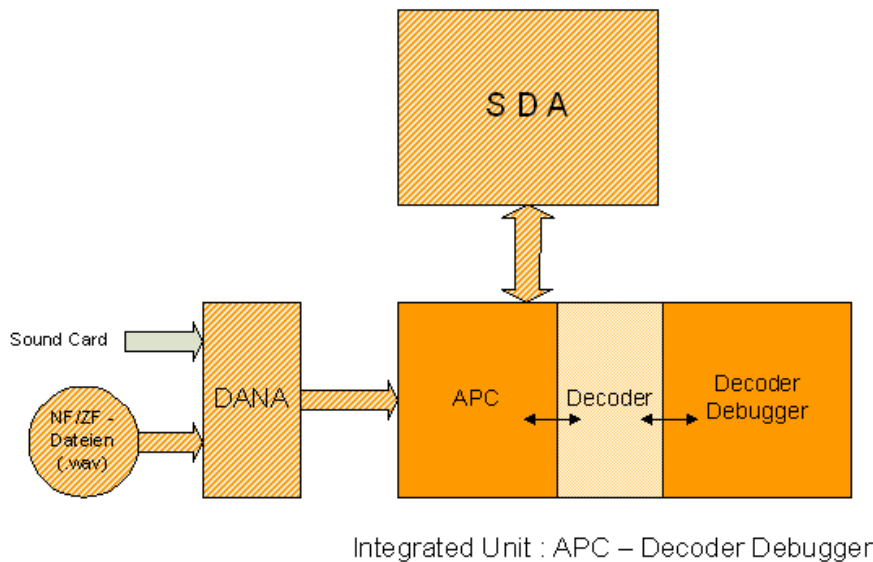 S D A
Sound Card
DANA
NF/ZF -
Dateien
(.wav)
APC
Decoder
Decoder
Debugger
Integrated Unit : APC – Decoder Debugger